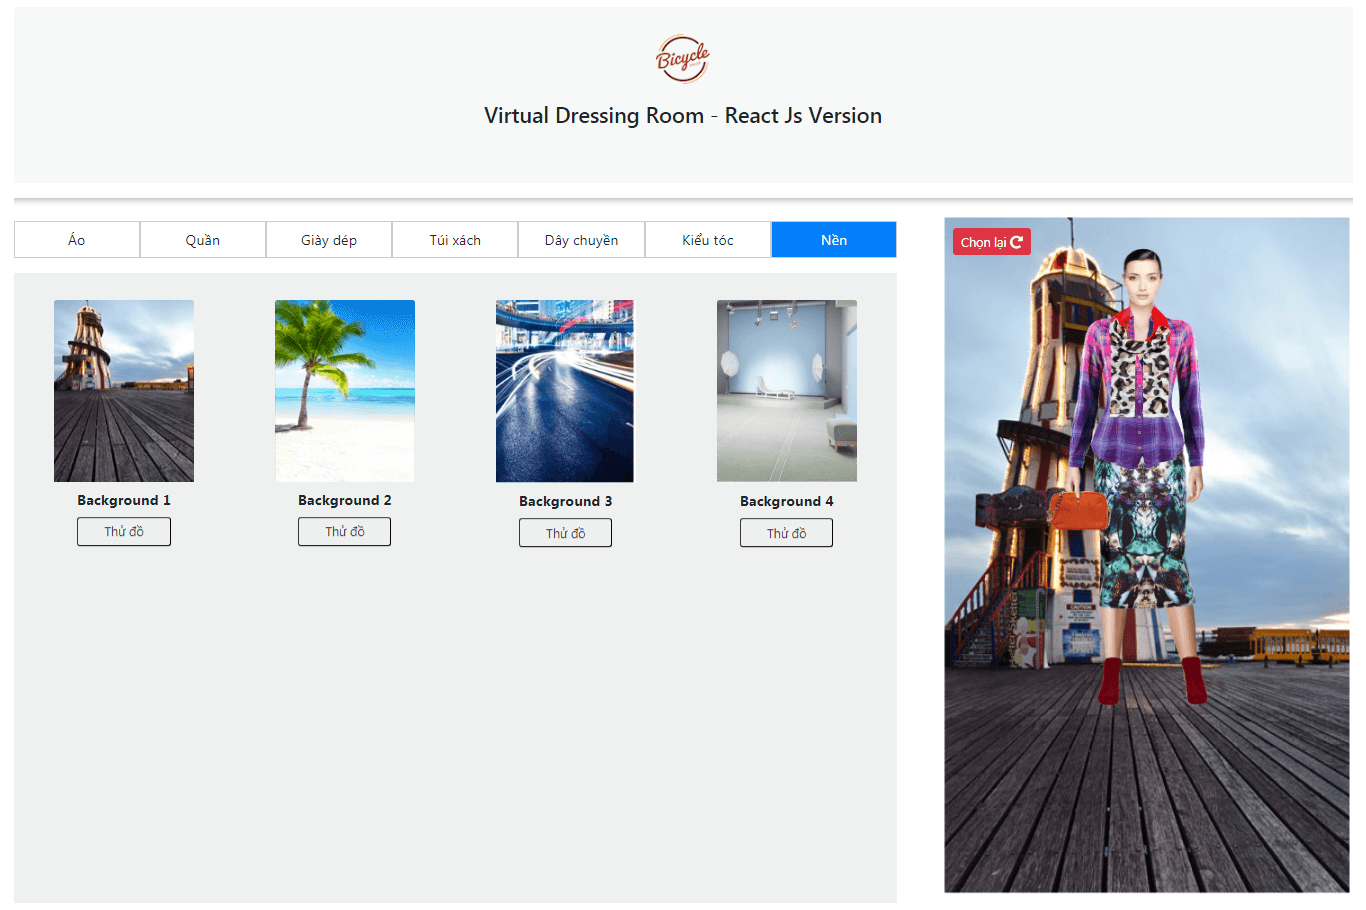 Bicycle
Virtual Dressing Room - React Js Version
Áo
Quần
Giày dép
Túi xách
Dây chuyền
Kiểu tóc
Nền
Chọn lại
Background 1
Background 2
Background 3
Background 4
Thử đồ
Thử đồ
Thử đồ
Thử đồ
CAUTION